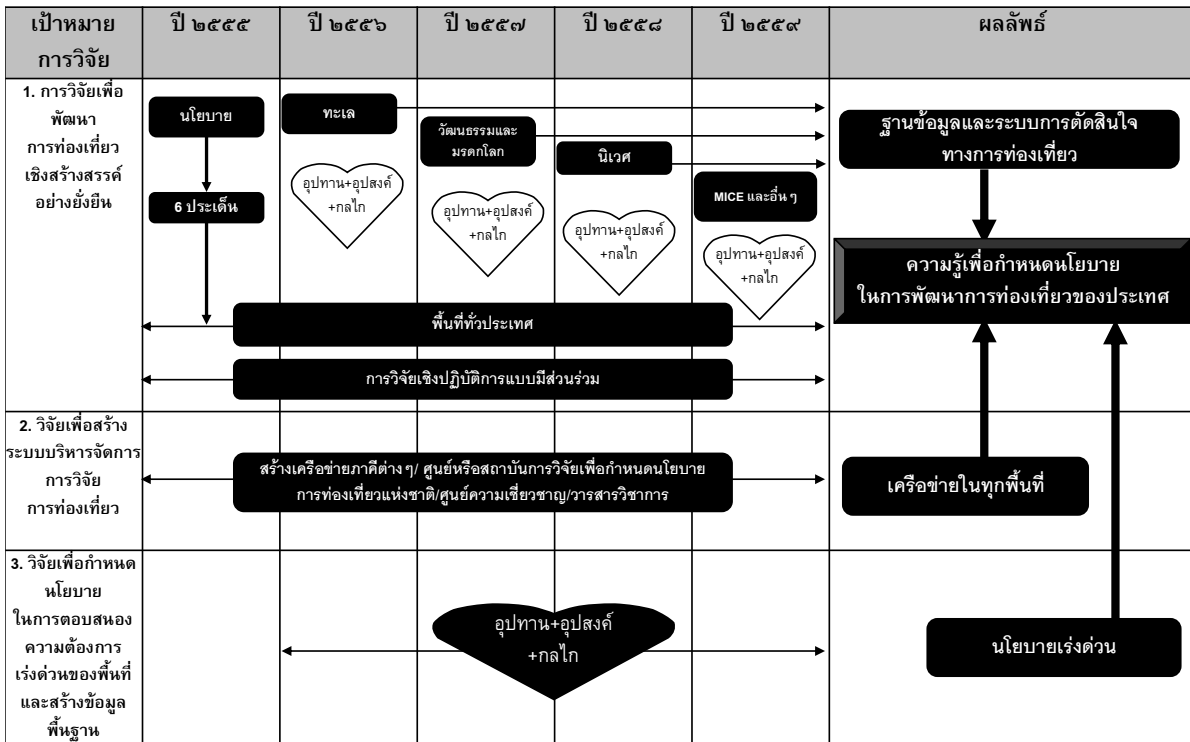 เป้าหมาย
การวิจัย
ปี ๒๕๕๕
ปี ๒๕๕๖
ปี ๒๕๕๗
ปี ๒๕๕๘
ปี ๒๕๕๙
ผลลัพธ์
1. การวิจัยเพื่อ
พัฒนา
การท่องเที่ยว
เชิงสร้างสรรค์
อย่างยั่งยืน
นโยบาย
6 ประเด็น
ทะเล
อุปทาน+อุปสงค์
+กลไก
วัฒนธรรมและ
มรดกโลก
อุปทาน+อุปสงค์
+กลไก
นิเวศ
อุปทาน+อุปสงค์
+กลไก
MICE และอื่น ๆ
อุปทาน+อุปสงค์
+กลไก
พื้นที่ทั่วประเทศ
การวิจัยเชิงปฏิบัติการแบบมีส่วนร่วม
ฐานข้อมูลและระบบการตัดสินใจ
ทางการท่องเที่ยว
ความรู้เพื่อกำหนดนโยบาย
ในการพัฒนาการท่องเที่ยวของประเทศ
2. วิจัยเพื่อสร้าง
ระบบบริหารจัดการ
การวิจัย
การท่องเที่ยว
สร้างเครือข่ายภาคีต่าง ๆ/ ศูนย์หรือสถาบันการวิจัยเพื่อกำหนดนโยบาย
การท่องเที่ยวแห่งชาติ/ศูนย์ความเชี่ยวชาญ/วารสารวิชาการ
เครือข่ายในทุกพื้นที่
3. วิจัยเพื่อกำหนด
นโยบาย
ในการตอบสนอง
ความต้องการ
เร่งด่วนของพื้นที่
และสร้างข้อมูล
พื้นฐาน
อุปทาน+อุปสงค์
+กลไก
นโยบายเร่งด่วน